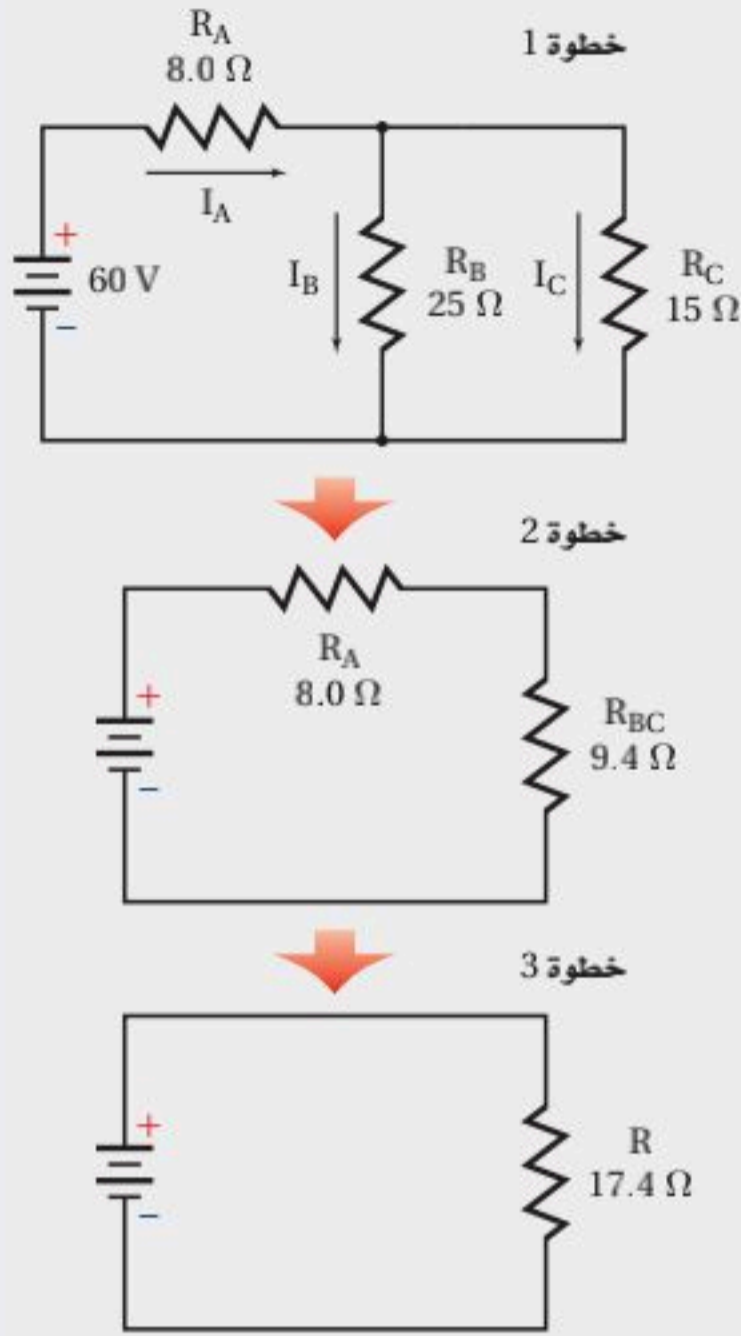 خطوة 1
R_A
8.0 Ω
I_A
+
60 V
−
I_B
R_B
25 Ω
I_C
R_C
15 Ω
خطوة 2
R_A
8.0 Ω
+
−
R_BC
9.4 Ω
خطوة 3
+
−
R
17.4 Ω